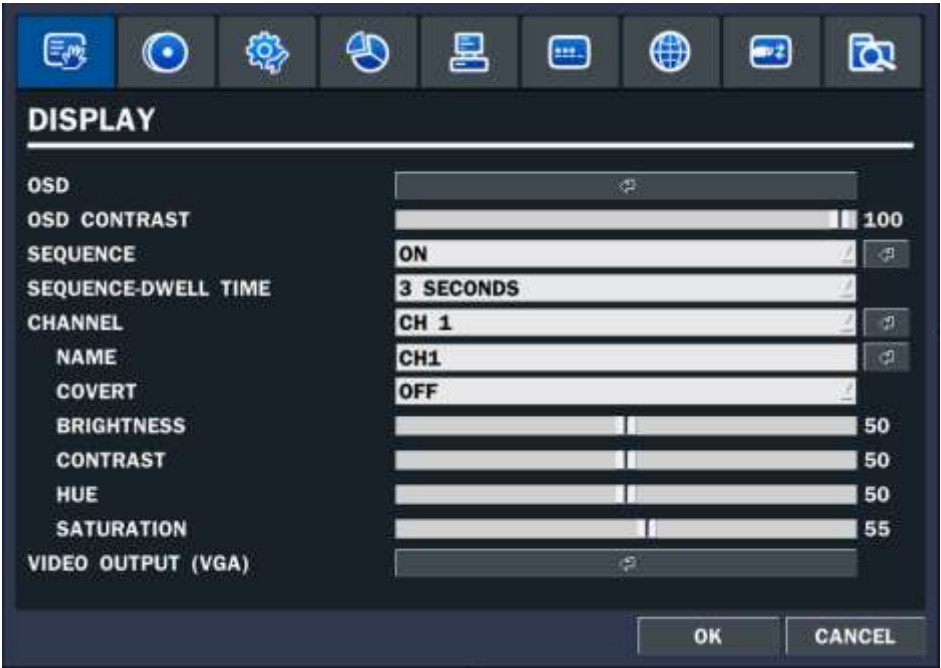 DISPLAY
OSD
OSD CONTRAST 100
SEQUENCE ON
SEQUENCE-DWELL TIME 3 SECONDS
CHANNEL CH 1
NAME CH1
COVERT OFF
BRIGHTNESS 50
CONTRAST 50
HUE 50
SATURATION 55
VIDEO OUTPUT (VGA)
OK CANCEL